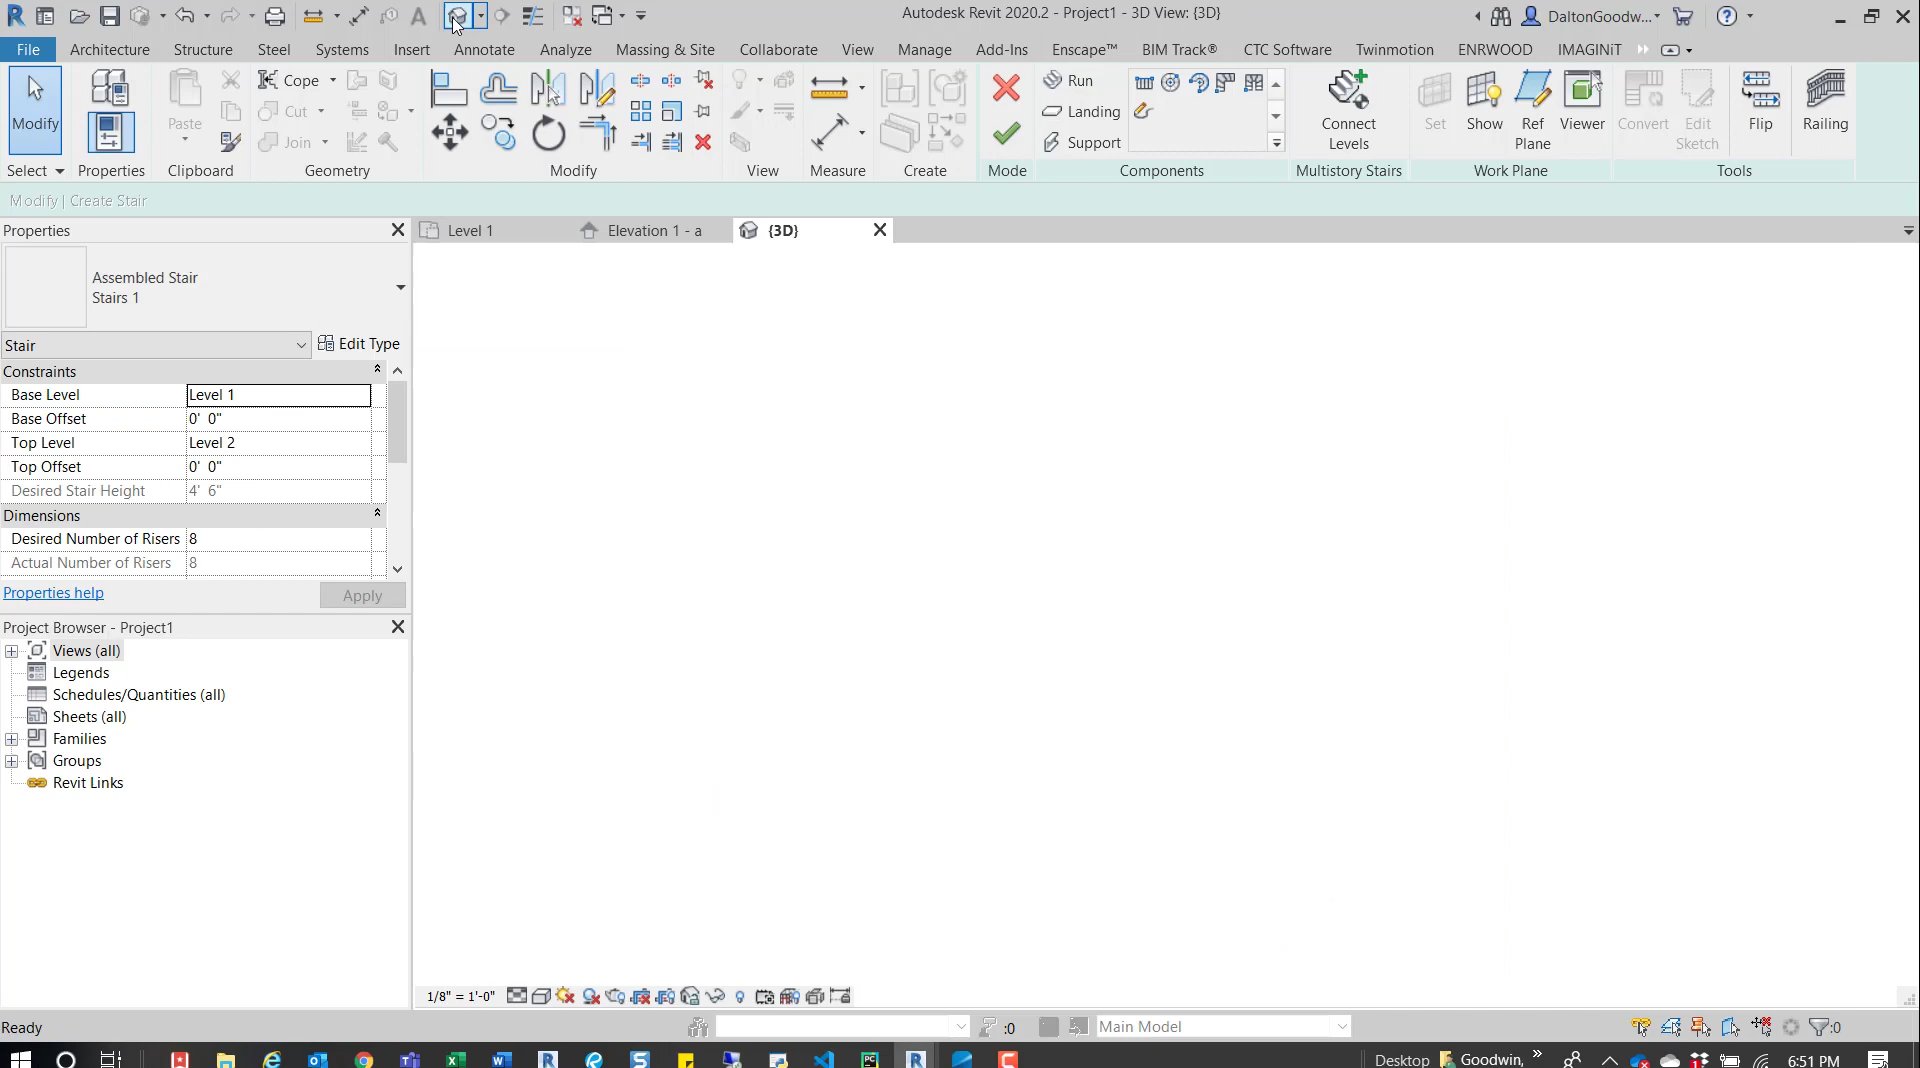 Autodesk Revit 2020.2 - Project1 - 3D View: {3D}
DaltonGoodw...
File Architecture Structure Steel Systems Insert Annotate Analyze Massing & Site Collaborate View Manage Add-Ins Enscape™ BIM Track® CTC Software Twinmotion ENRWOOD IMAGINiT
Modify
Paste
Cope
Cut
Join
Run
Landing
Support
Connect
Levels
Set
Show
Ref
Plane
Viewer
Convert
Edit
Sketch
Flip
Railing
Select Properties Clipboard Geometry Modify View Measure Create Mode Components Multistory Stairs Work Plane Tools
Modify | Create Stair
Properties
Level 1
Elevation 1 - a
{3D}
Assembled Stair
Stairs 1
Stair
Edit Type
Constraints
Base Level Level 1
Base Offset 0' 0"
Top Level Level 2
Top Offset 0' 0"
Desired Stair Height 4' 6"
Dimensions
Desired Number of Risers 8
Actual Number of Risers 8
Properties help
Apply
Project Browser - Project1
Views (all)
Legends
Schedules/Quantities (all)
Sheets (all)
Families
Groups
Revit Links
1/8" = 1'-0"
Ready
:0
Main Model
:0
Desktop
Goodwin,
6:51 PM